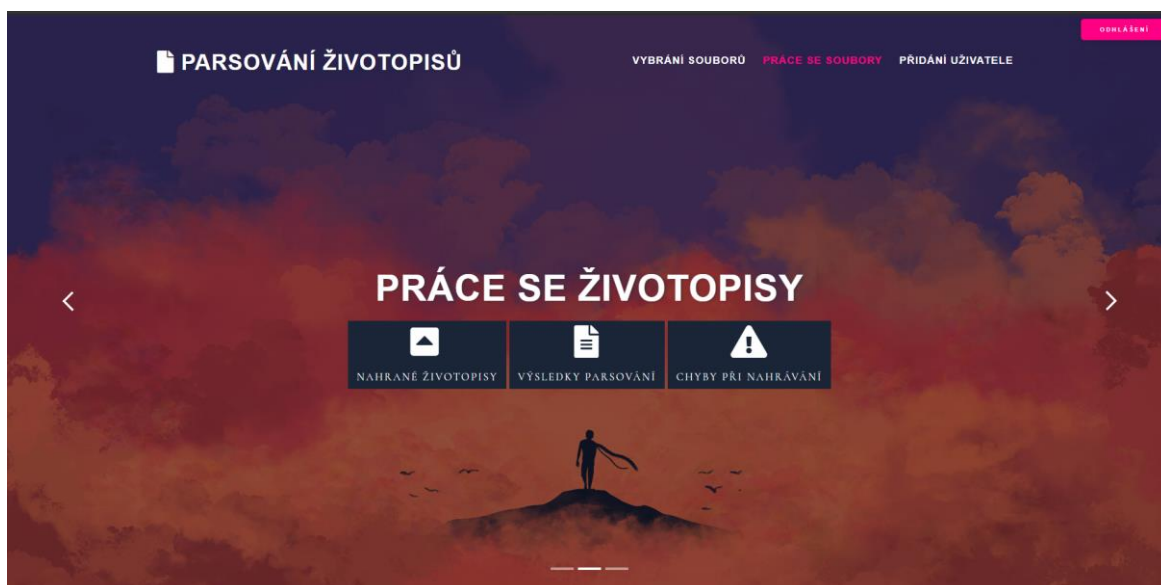 ODHLÁŠENÍ
PARSOVÁNÍ ŽIVOTOPISŮ
VYBRÁNÍ SOUBORŮ PRÁCE SE SOUBORY PŘIDÁNÍ UŽIVATELE
PRÁCE SE ŽIVOTOPISY
NAHRANÉ ŽIVOTOPISY VÝSLEDKY PARSOVÁNÍ CHYBY PŘI NAHRÁVÁNÍ